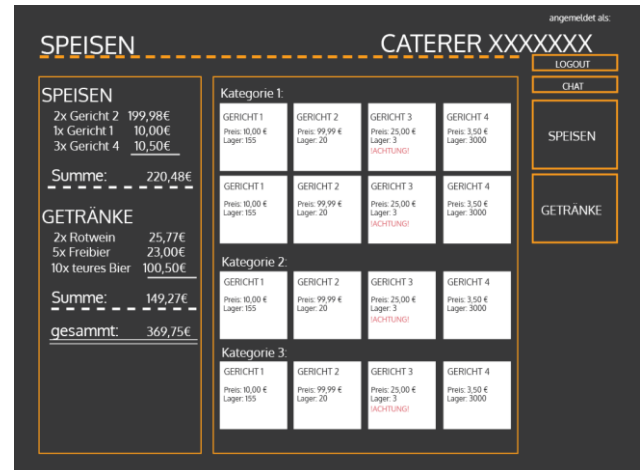 angemeldet als:
SPEISEN
CATERER XXXXXXX
LOGOUT
CHAT
SPEISEN
GETRÄNKE
SPEISEN
2x Gericht 2 199,98€
1x Gericht 1 10,00€
3x Gericht 4 10,50€
Summe: 220,48€
GETRÄNKE
2x Rotwein 25,77€
5x Freibier 23,00€
10x teures Bier 100,50€
Summe: 149,27€
gesammt: 369,75€
Kategorie 1:
GERICHT 1
Preis: 10,00 €
Lager: 155
GERICHT 2
Preis: 99,99 €
Lager: 20
GERICHT 3
Preis: 25,00 €
Lager: 3
!ACHTUNG!
GERICHT 4
Preis: 3,50 €
Lager: 3000
GERICHT 1
Preis: 10,00 €
Lager: 155
GERICHT 2
Preis: 99,99 €
Lager: 20
GERICHT 3
Preis: 25,00 €
Lager: 3
!ACHTUNG!
GERICHT 4
Preis: 3,50 €
Lager: 3000
Kategorie 2:
GERICHT 1
Preis: 10,00 €
Lager: 155
GERICHT 2
Preis: 99,99 €
Lager: 20
GERICHT 3
Preis: 25,00 €
Lager: 3
!ACHTUNG!
GERICHT 4
Preis: 3,50 €
Lager: 3000
Kategorie 3:
GERICHT 1
Preis: 10,00 €
Lager: 155
GERICHT 2
Preis: 99,99 €
Lager: 20
GERICHT 3
Preis: 25,00 €
Lager: 3
!ACHTUNG!
GERICHT 4
Preis: 3,50 €
Lager: 3000